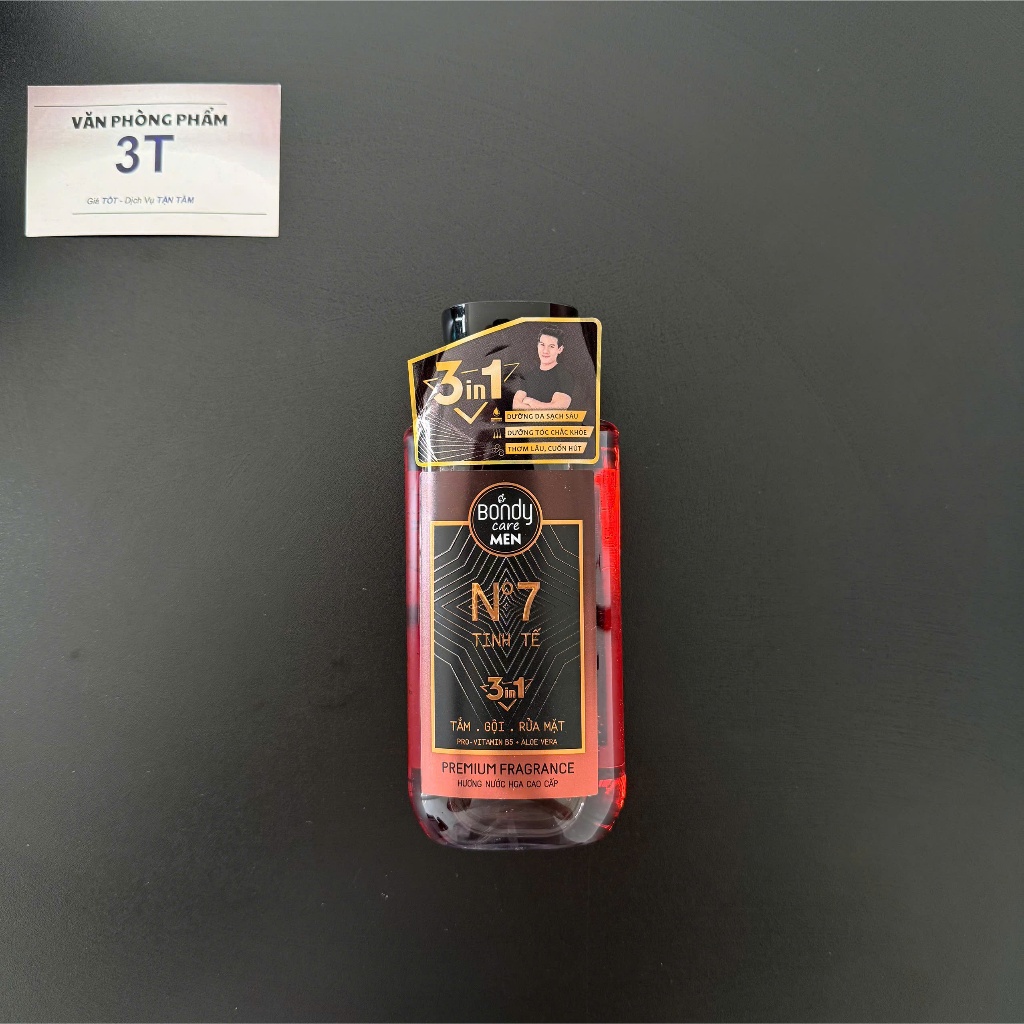 VĂN PHÒNG PHẨM
3T
Giá TỐT - Dịch Vụ TẬN TÂM
3in1
DƯỠNG DA SẠCH SÂU
DƯỠNG TÓC CHẮC KHỎE
THƠM LÂU, CUỐN HÚT
Bondy
care
MEN
Nº7
TINH TẾ
3in1
TẮM . GỘI . RỬA MẶT
PRO-VITAMIN B5 + ALOE VERA
PREMIUM FRAGRANCE
HƯƠNG NƯỚC HOA CAO CẤP